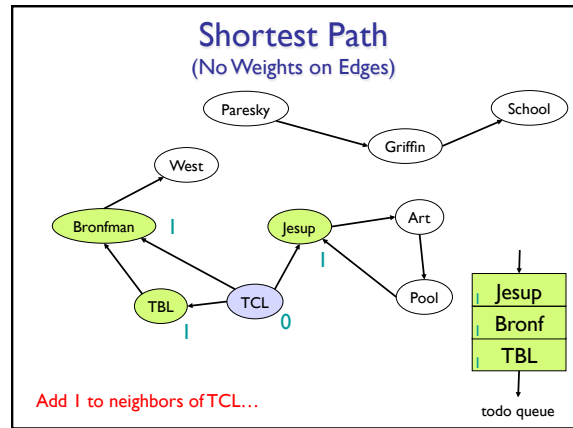 Shortest Path
(No Weights on Edges)
Paresky
School
Griffin
West
Bronfman
1
Jesup
1
Art
Pool
TBL
1
TCL
0
1 Jesup
1 Bronf
1 TBL
Add 1 to neighbors of TCL…
todo queue